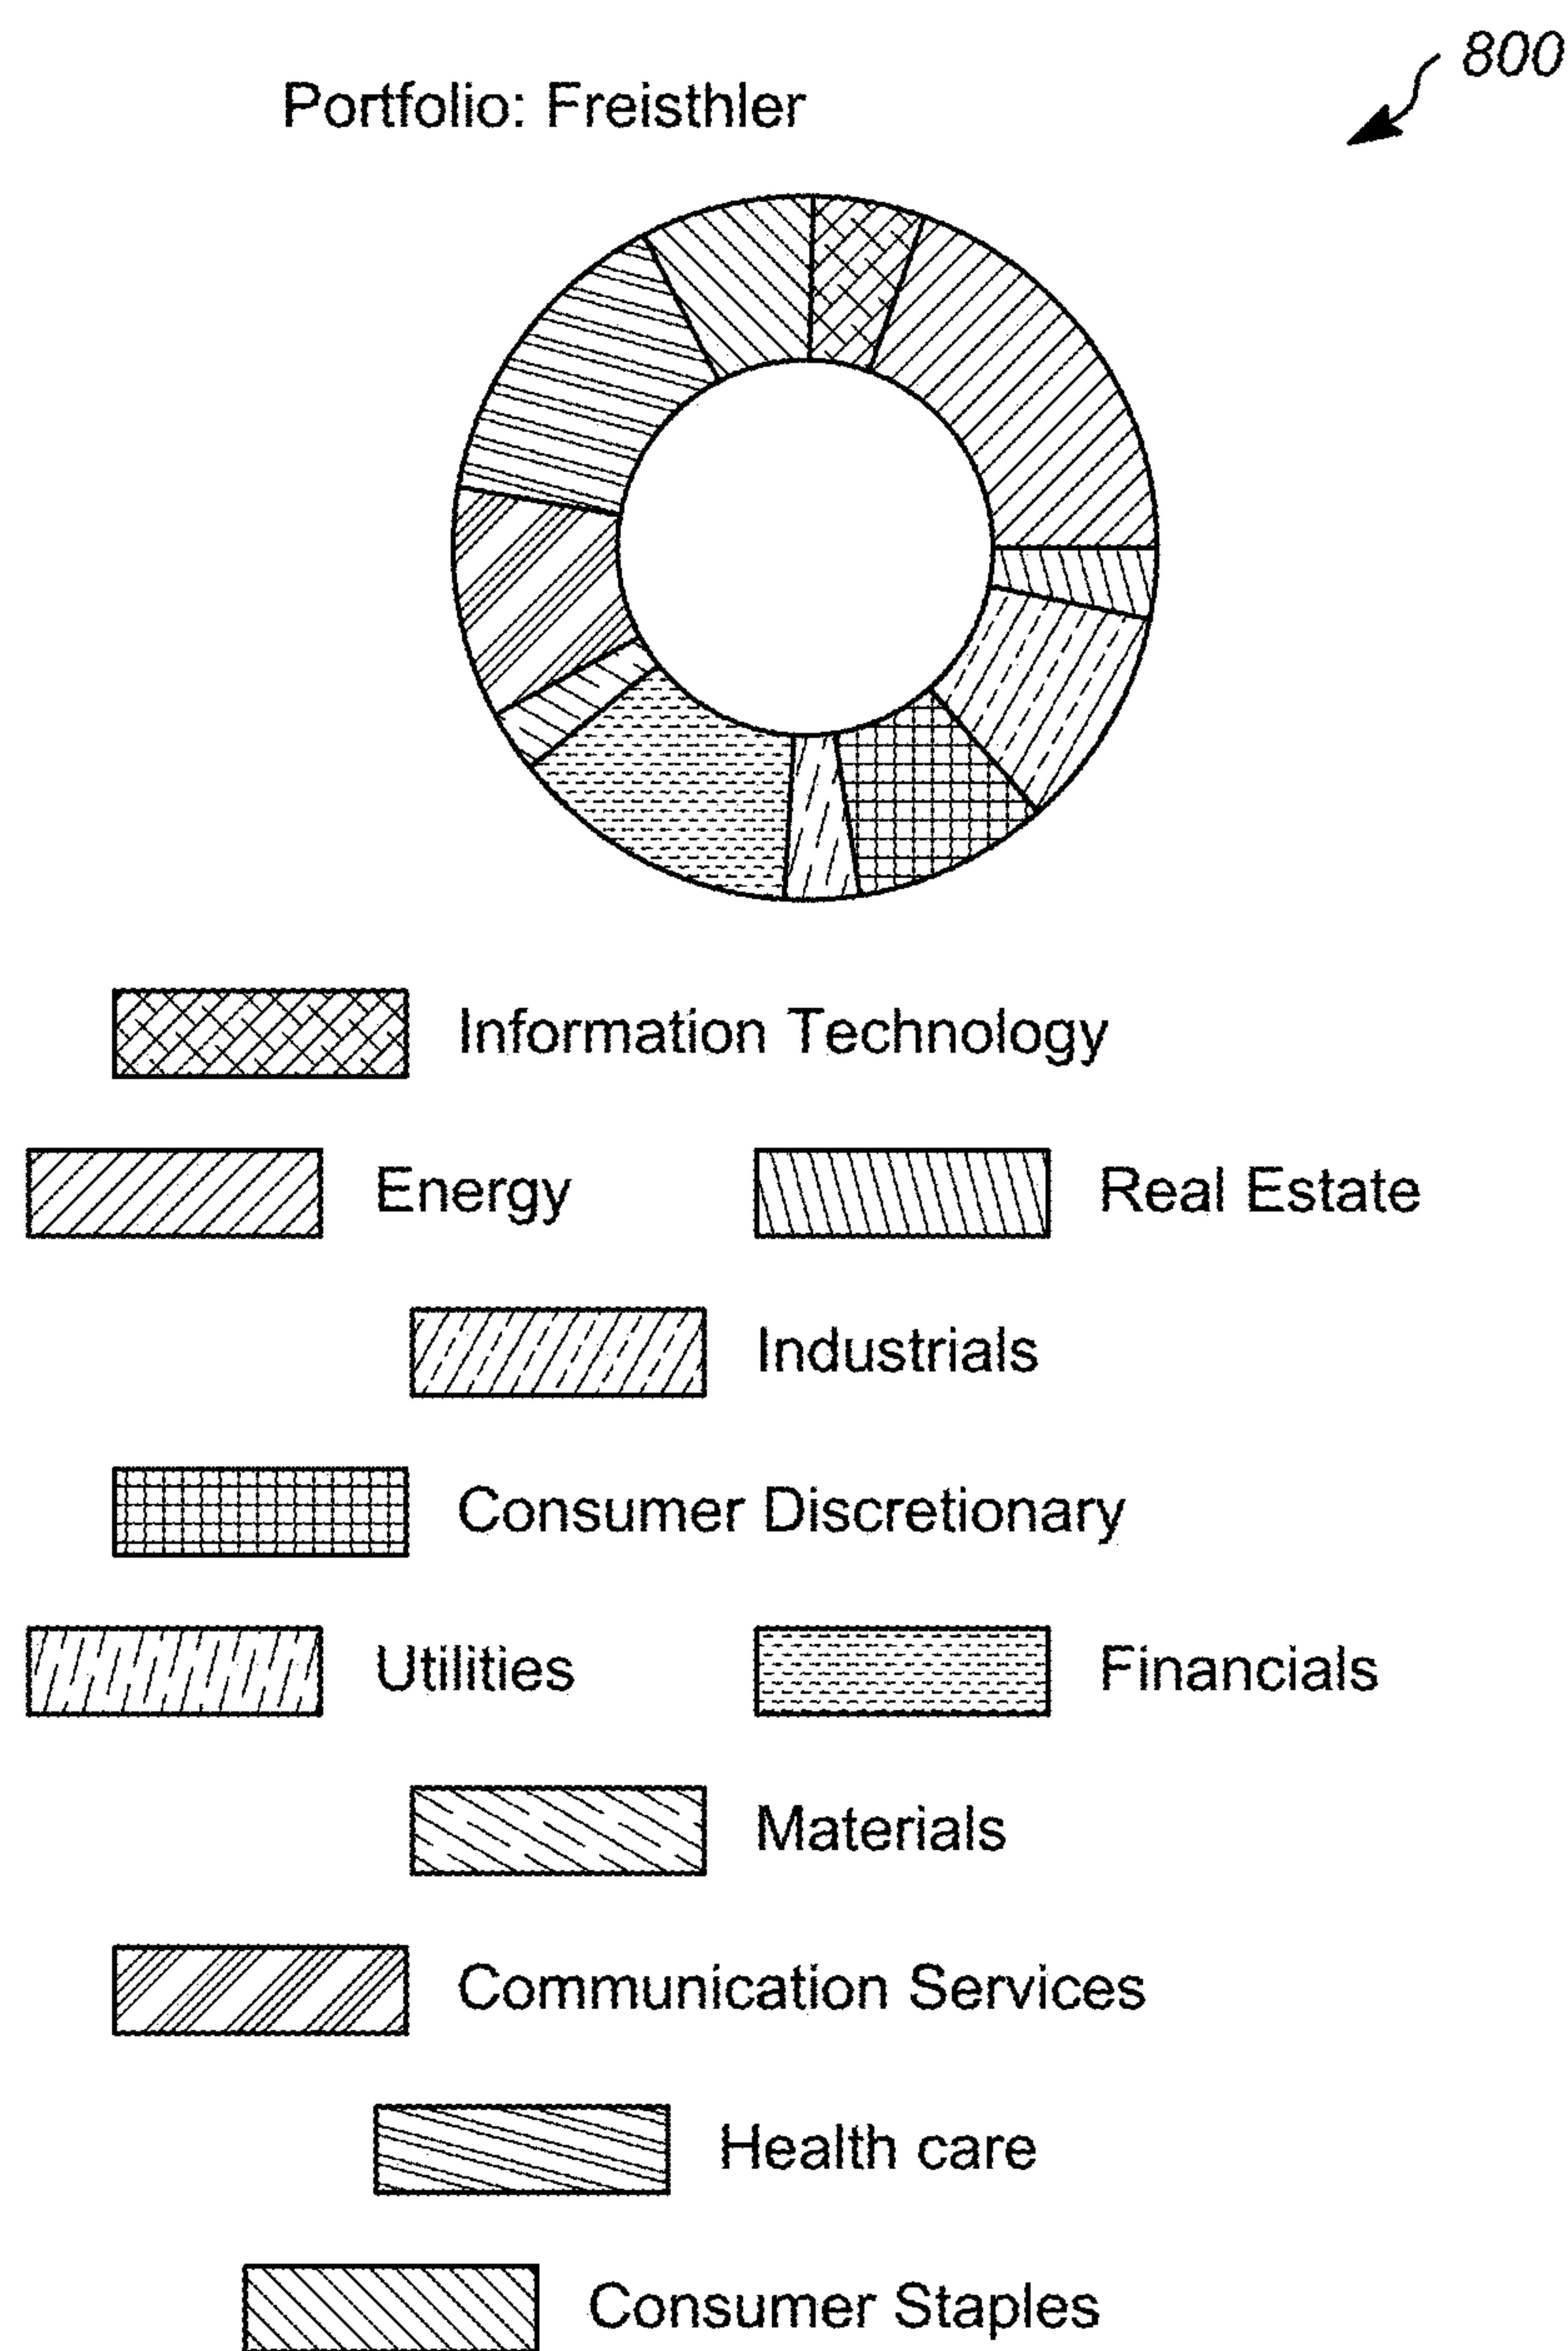 800
Portfolio: Freisthler
Information Technology
Energy Real Estate
Industrials
Consumer Discretionary
Utilities Financials
Materials
Communication Services
Health care
Consumer Staples